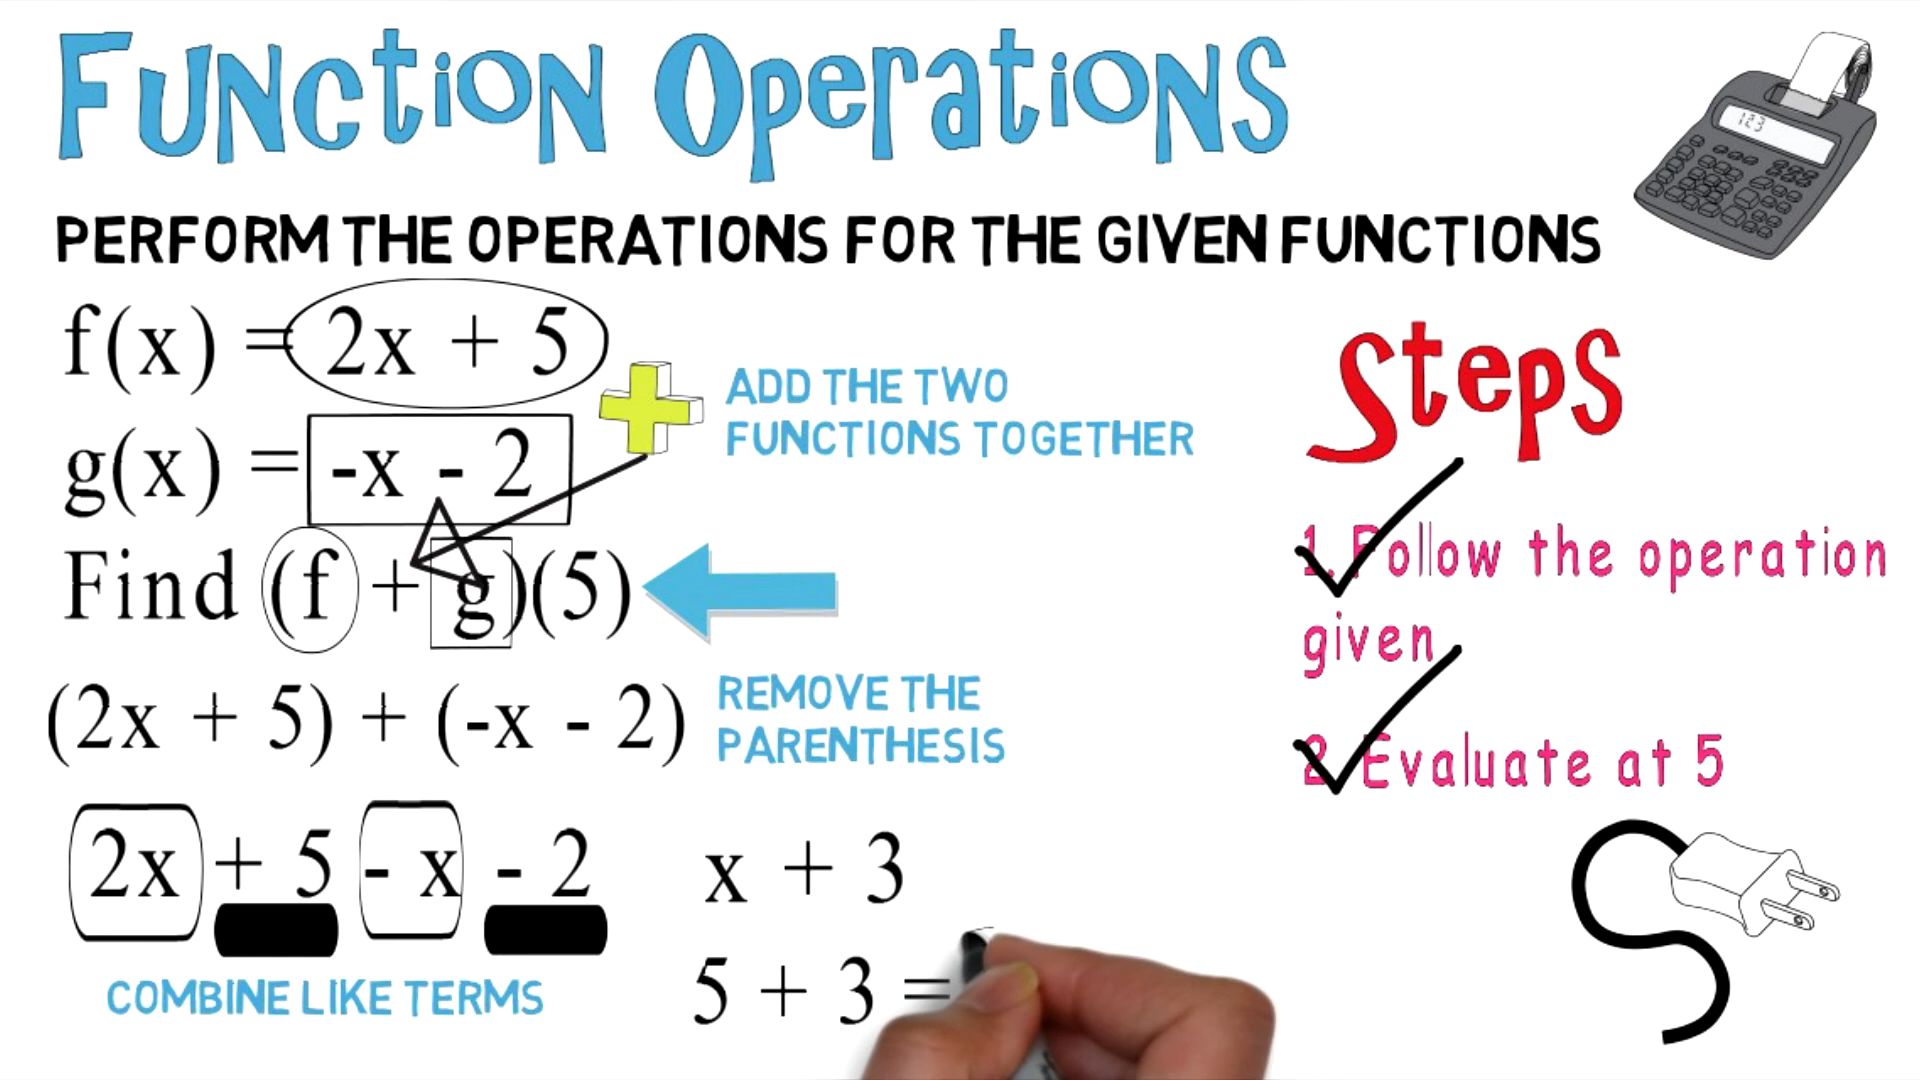 Function Operations
123
PERFORM THE OPERATIONS FOR THE GIVEN FUNCTIONS
f(x) = 2x + 5
g(x) = -x - 2
ADD THE TWO
FUNCTIONS TOGETHER
Find (f + g)(5)
(2x + 5) + (-x - 2)
REMOVE THE
PARENTHESIS
2x + 5 - x - 2
COMBINE LIKE TERMS
x + 3
5 + 3 =
Steps
1. Follow the operation
given
2. Evaluate at 5